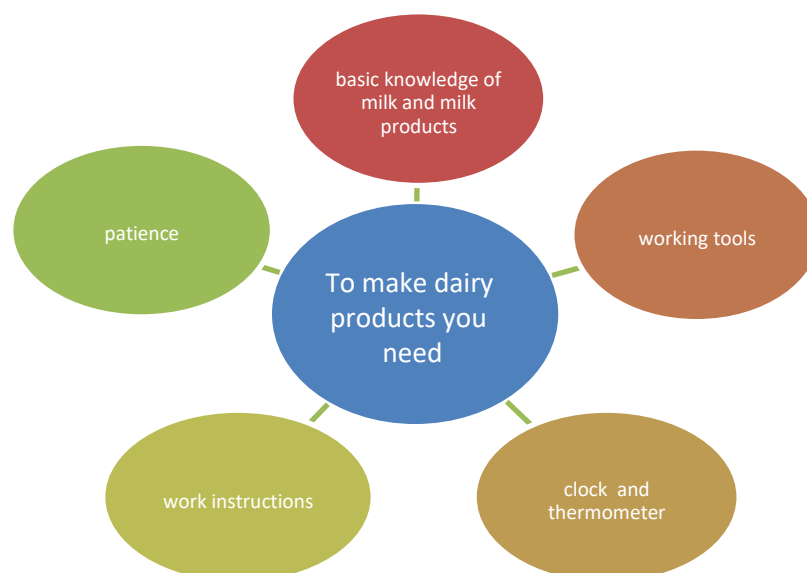 basic knowledge of
milk and milk
products
patience
working tools
To make dairy
products you
need
work instructions
clock  and
thermometer